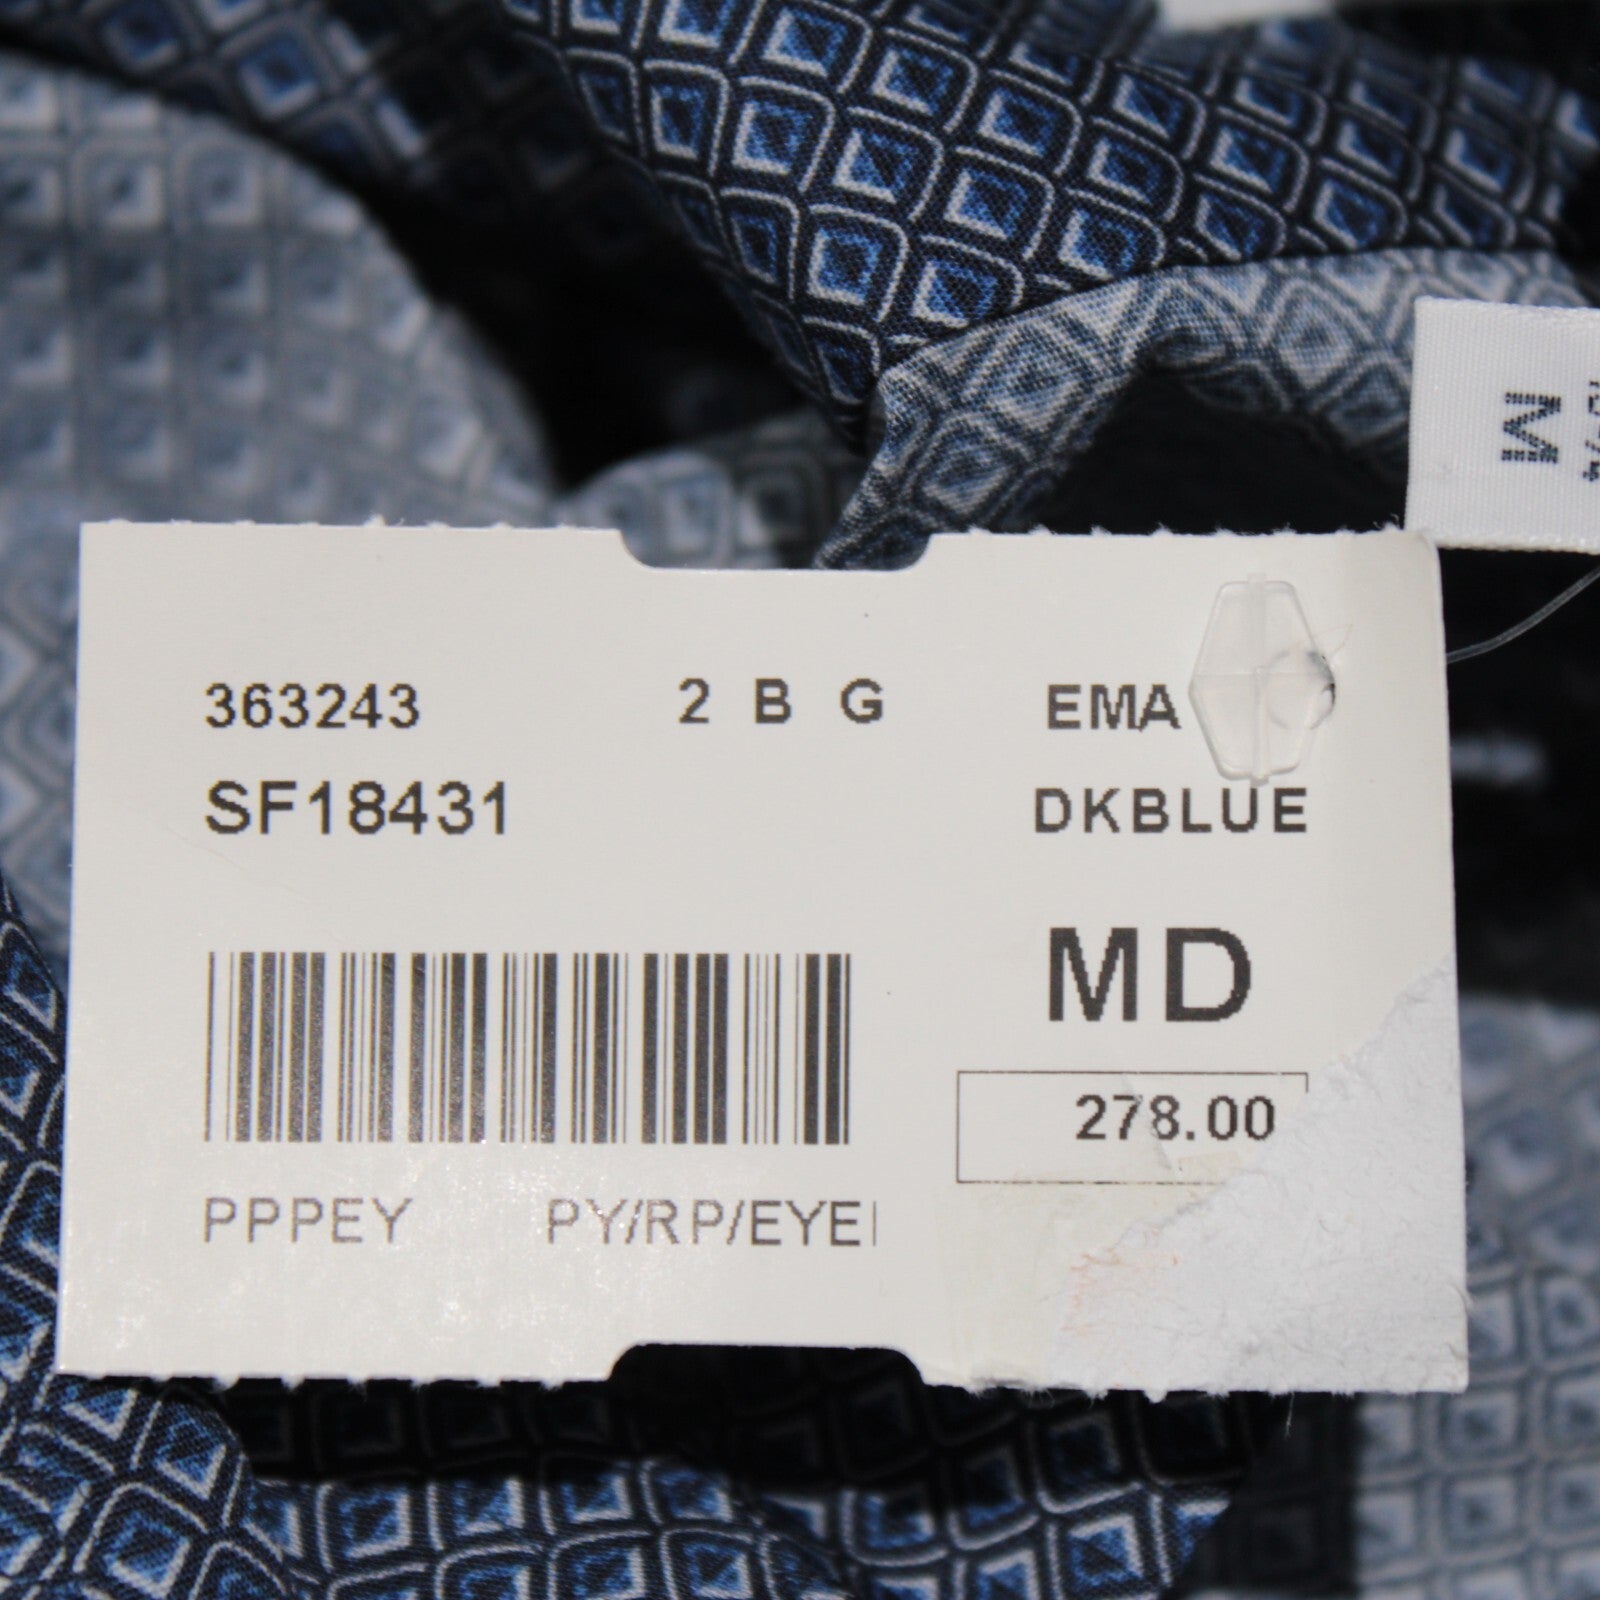 363243 2 B G EMA
SF18431 DKBLUE
MD
278.00
PPPEY PY/RP/EYE
M